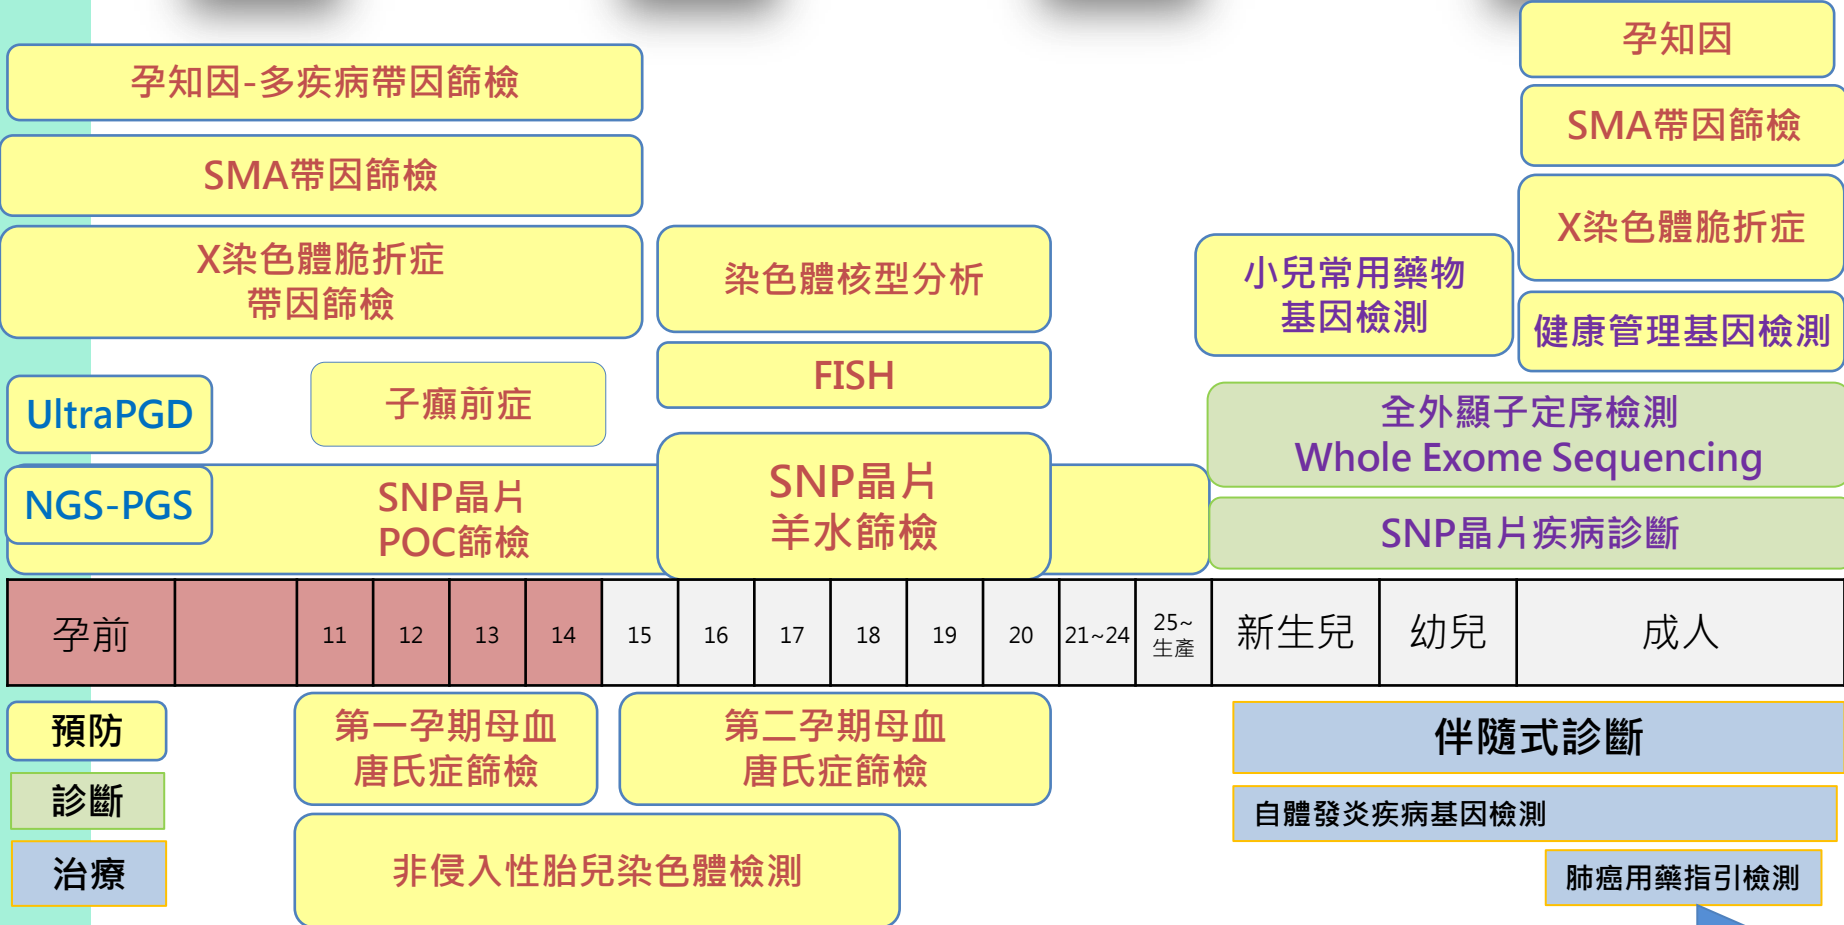 孕知因-多疾病帶因篩檢
SMA帶因篩檢
X染色體脆折症
帶因篩檢
UltraPGD
NGS-PGS
子癲前症
SNP晶片
POC篩檢
染色體核型分析
FISH
SNP晶片
羊水篩檢
小兒常用藥物
基因檢測
孕知因
SMA帶因篩檢
X染色體脆折症
健康管理基因檢測
全外顯子定序檢測
Whole Exome Sequencing
SNP晶片疾病診斷
孕前 11 12 13 14 15 16 17 18 19 20 21~24 25~
生產 新生兒 幼兒 成人
預防
診斷
治療
第一孕期母血
唐氏症篩檢
第二孕期母血
唐氏症篩檢
非侵入性胎兒染色體檢測
伴隨式診斷
自體發炎疾病基因檢測
肺癌用藥指引檢測